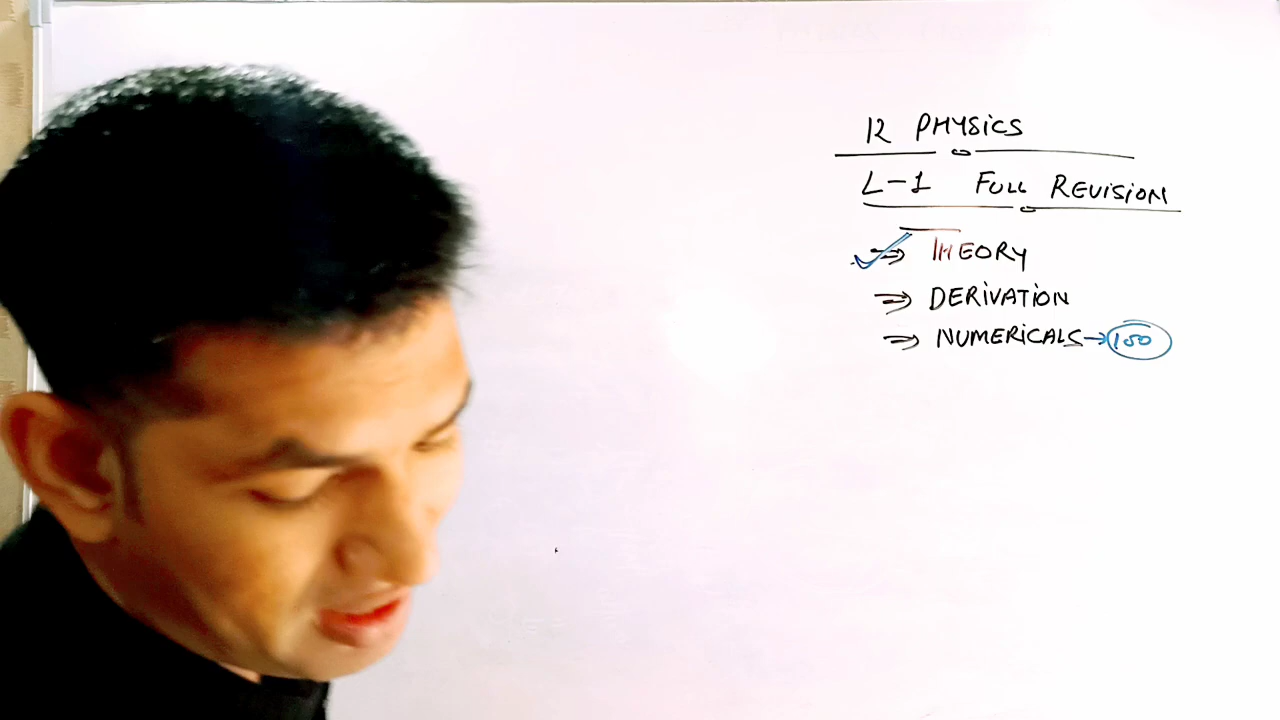 12 PHYSICS
L-1 FULL REVISION
⇒ THEORY
⇒ DERIVATION
⇒ NUMERICALS → 150